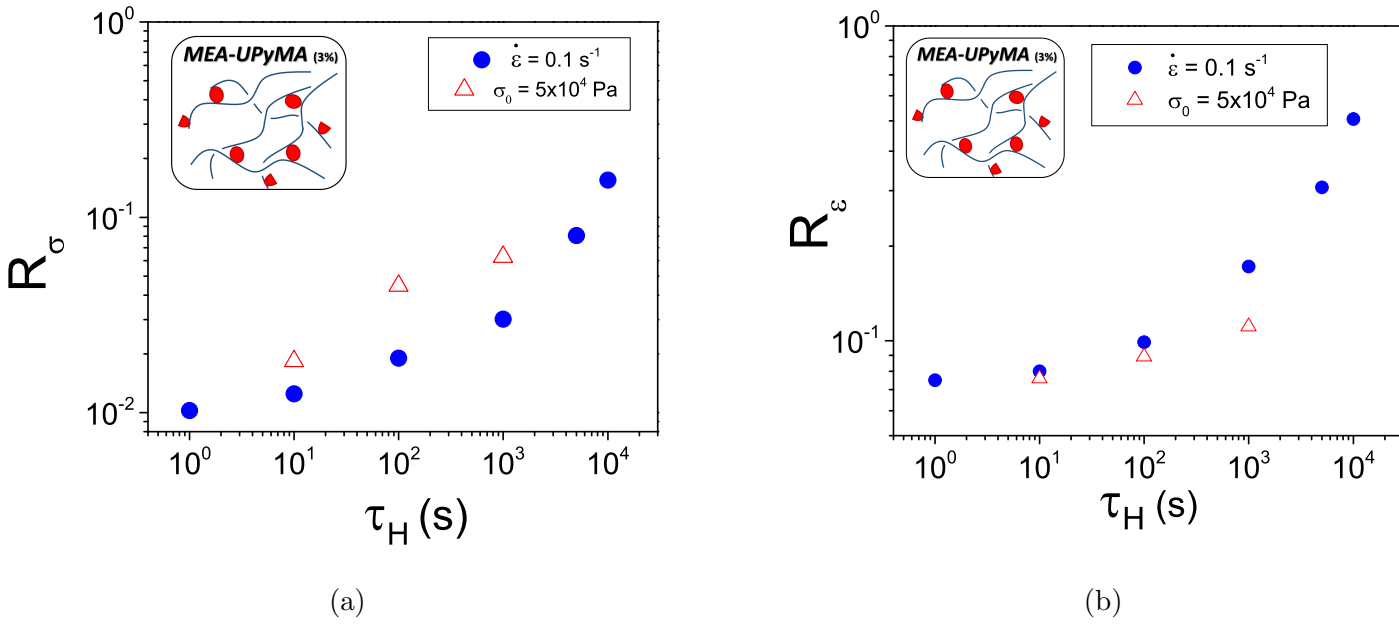 10⁰
10⁻¹
10⁻²
R_σ
MEA-UPyMA (3%)
ε̇ = 0.1 s⁻¹
σ₀ = 5x10⁴ Pa
10⁰ 10¹ 10² 10³ 10⁴
τ_H (s)
(a)
10⁰
10⁻¹
R_ε
MEA-UPyMA (3%)
ε̇ = 0.1 s⁻¹
σ₀ = 5x10⁴ Pa
10⁰ 10¹ 10² 10³ 10⁴
τ_H (s)
(b)